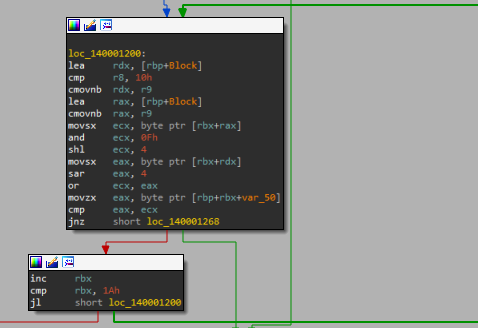 loc_140001200:
lea rdx, [rbp+Block]
cmp r8, 10h
cmovnb rdx, r9
lea rax, [rbp+Block]
cmovnb rax, r9
movsx ecx, byte ptr [rbx+rax]
and ecx, 0Fh
shl ecx, 4
movsx eax, byte ptr [rbx+rdx]
sar eax, 4
or ecx, eax
movzx eax, byte ptr [rbp+rbx+var_50]
cmp eax, ecx
jnz short loc_140001268
inc rbx
cmp rbx, 1Ah
jl short loc_140001200